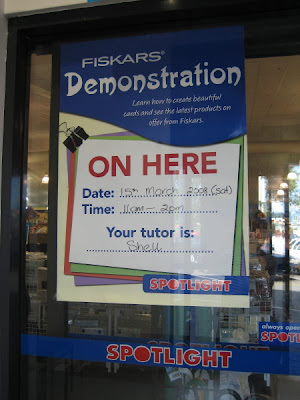 FISKARS®
Demonstration
Learn how to create beautiful
cards and see the latest products on
offer from Fiskars.
ON HERE
Date: 15th March 2008 (Sat)
Time: 11am - 2pm
Your tutor is:
Shell
SPOTLIGHT
always open
SPOTLIGHT
SPOTLIGHT